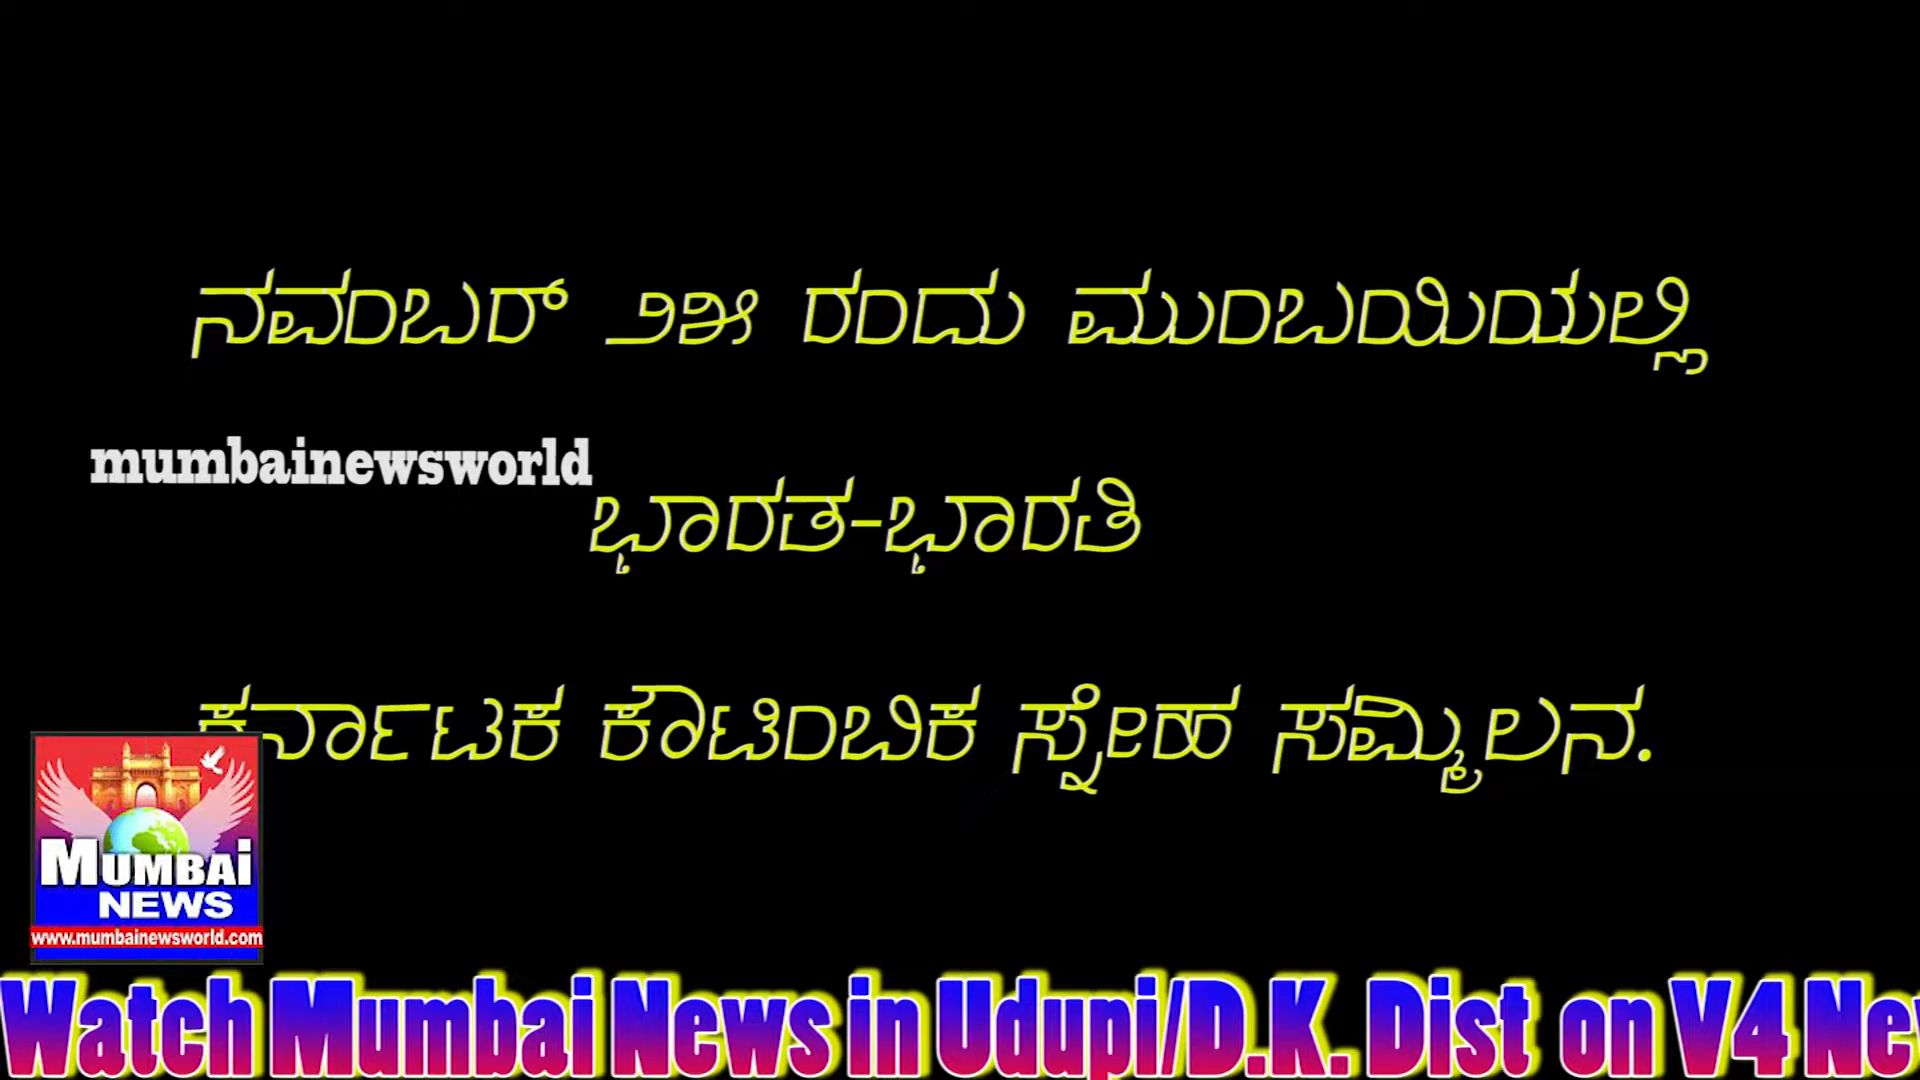 ನವಂಬರ್ ೨೫ ರಂದು ಮುಂಬಯಿಯಲ್ಲಿ
mumbainewsworld
ಭಾರತ-ಭಾರತಿ
ಕರ್ನಾಟಕ ಕೌಟಿಂಬಿಕ ಸ್ನೇಹ ಸಮ್ಮಿಲನ.
MUMBAi
NEWS
www.mumbainewsworld.com
Watch Mumbai News in Udupi/D.K. Dist on V4